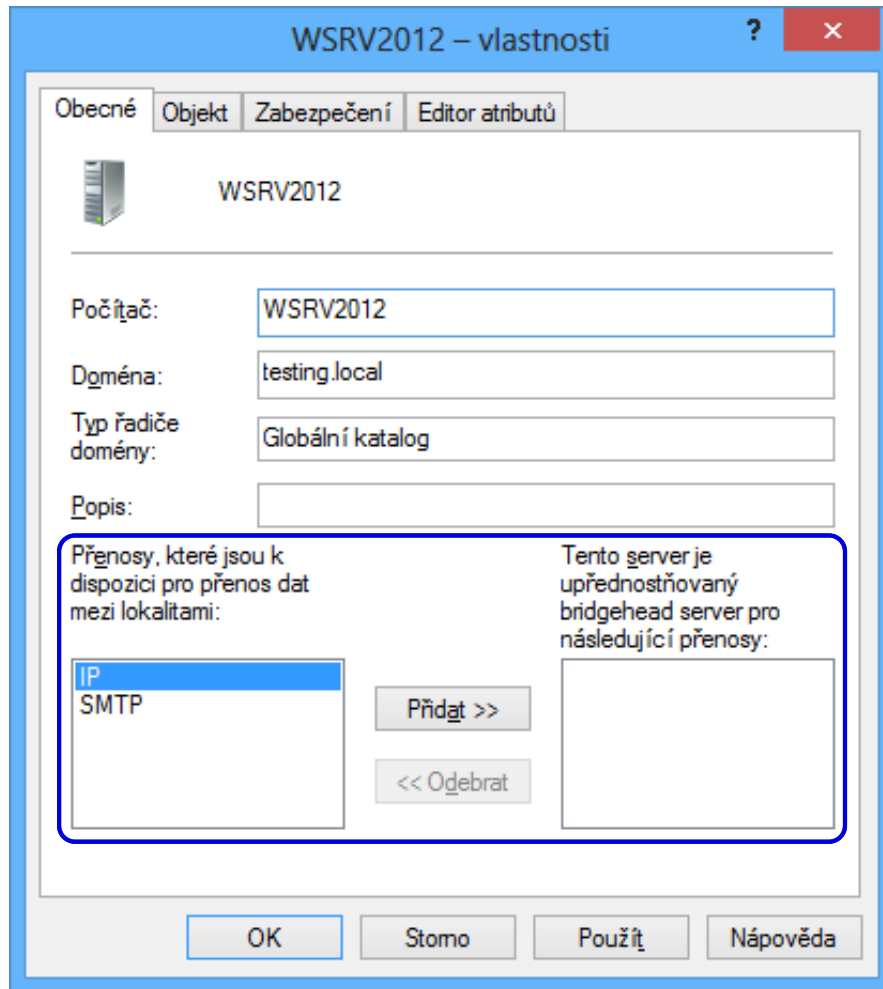 WSRV2012 – vlastnosti
?
×
Obecné
Objekt
Zabezpečení
Editor atributů
WSRV2012
Počítač:
WSRV2012
Doména:
testing.local
Typ řadiče
domény:
Globální katalog
Popis:
Přenosy, které jsou k
dispozici pro přenos dat
mezi lokalitami:
IP
SMTP
Přidat >>
<< Odebrat
Tento server je
upřednostňovaný
bridgehead server pro
následující přenosy:
OK
Storno
Použít
Nápověda